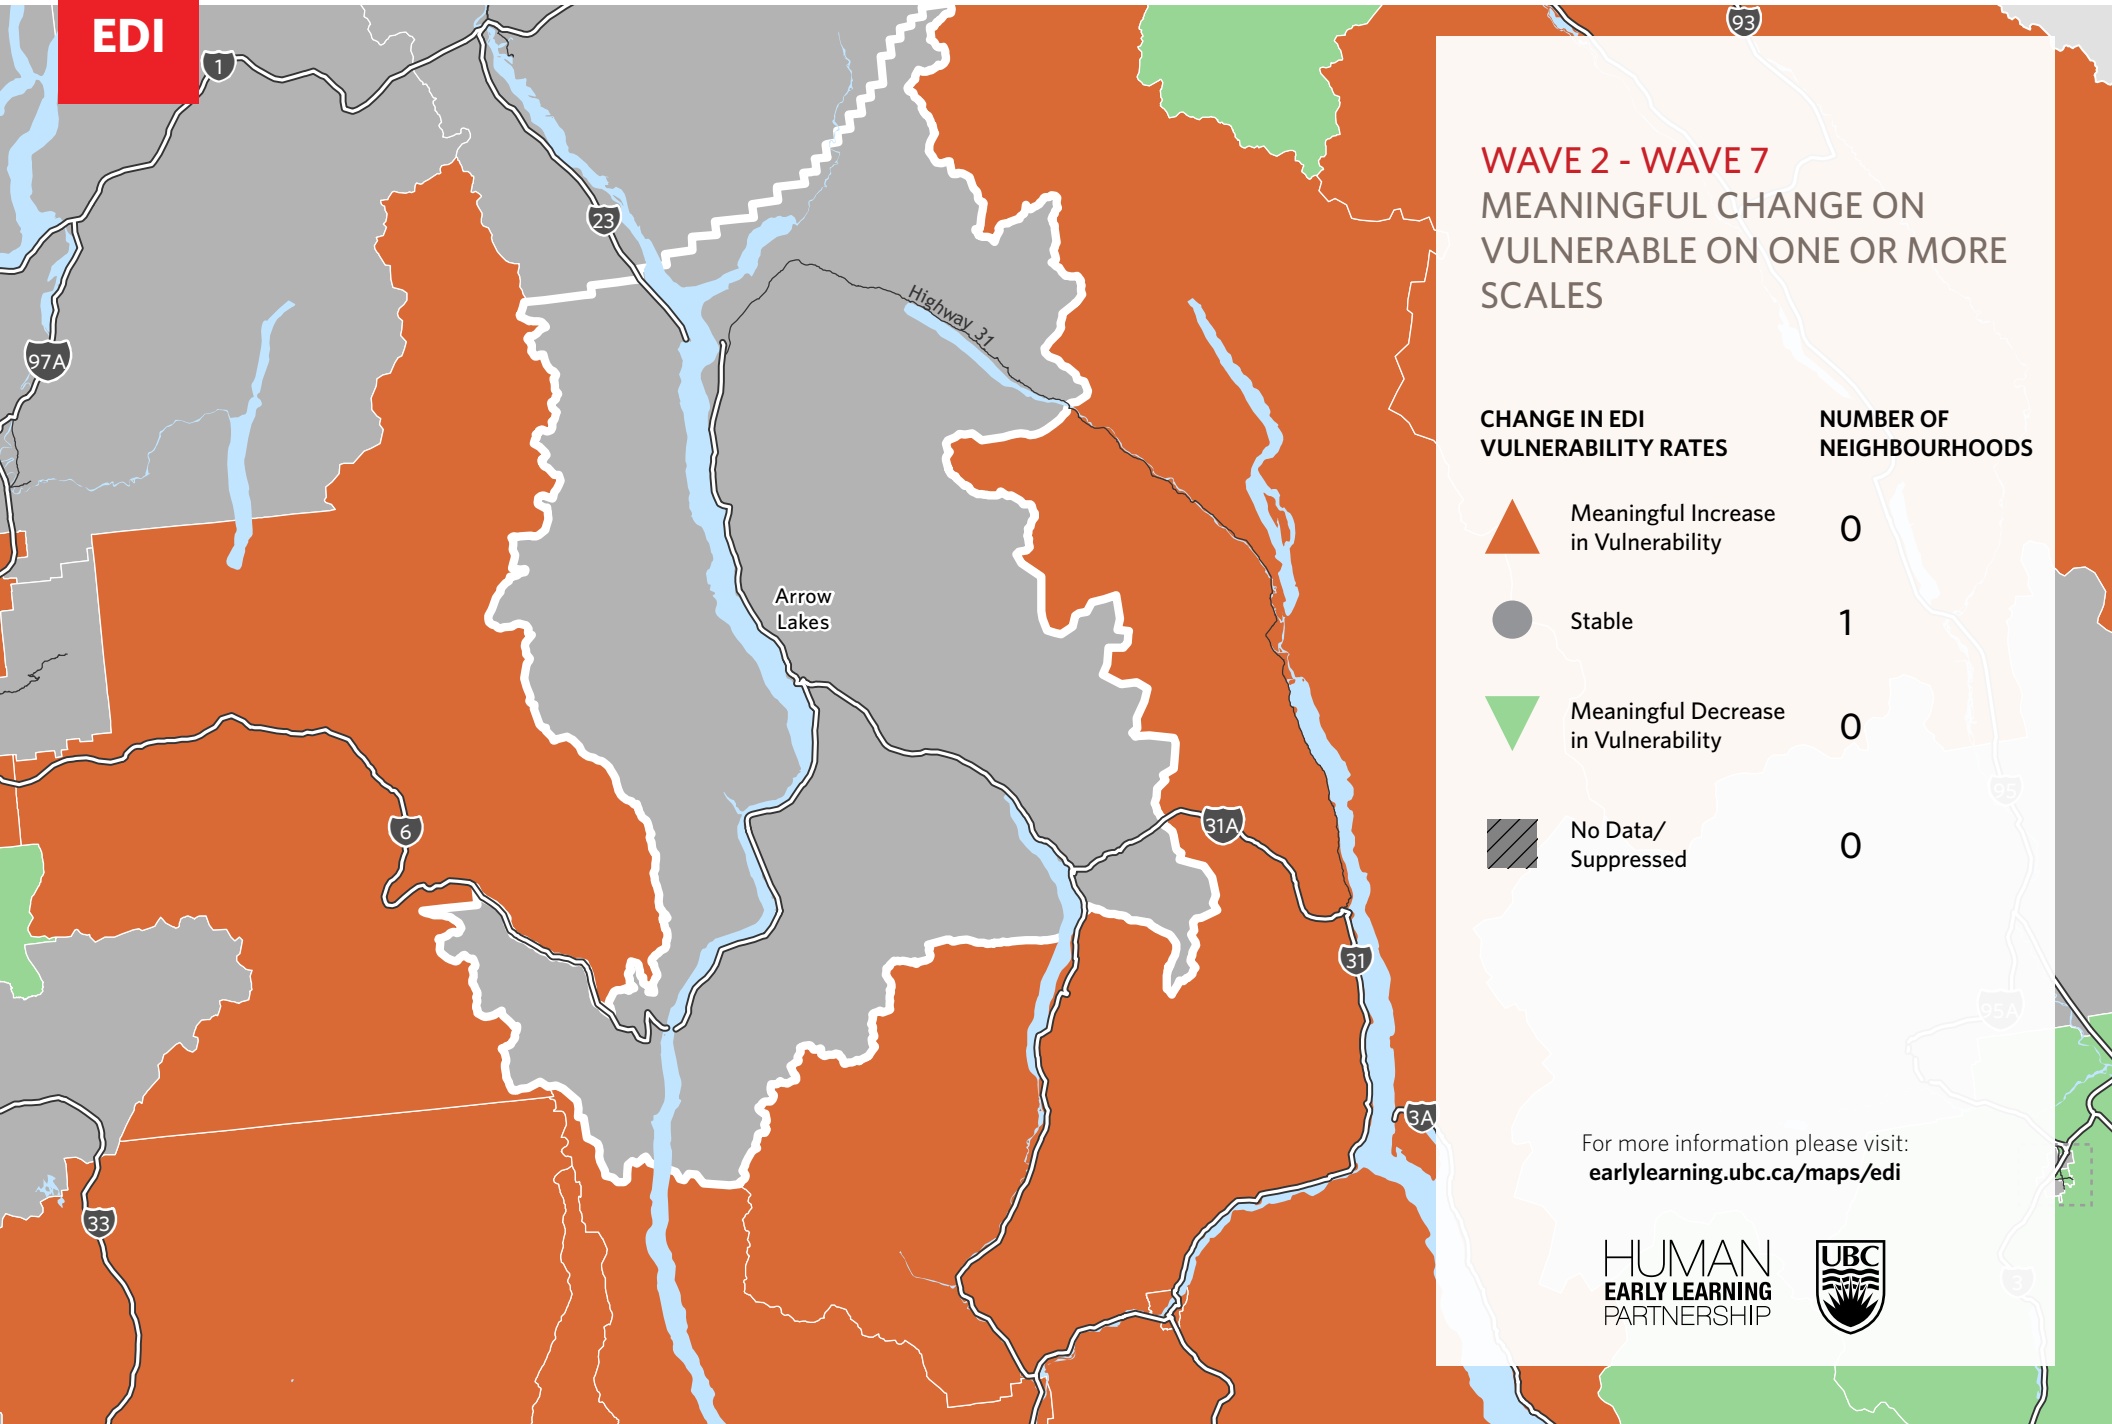 EDI
1
93
23
97A
Highway 31
Arrow
Lakes
6
31A
31
3A
33
WAVE 2 - WAVE 7
MEANINGFUL CHANGE ON
VULNERABLE ON ONE OR MORE
SCALES
CHANGE IN EDI
VULNERABILITY RATES
NUMBER OF
NEIGHBOURHOODS
Meaningful Increase
in Vulnerability
0
Stable
1
Meaningful Decrease
in Vulnerability
0
No Data/
Suppressed
0
95
95A
3
For more information please visit:
earlylearning.ubc.ca/maps/edi
HUMAN
EARLY LEARNING
PARTNERSHIP
UBC